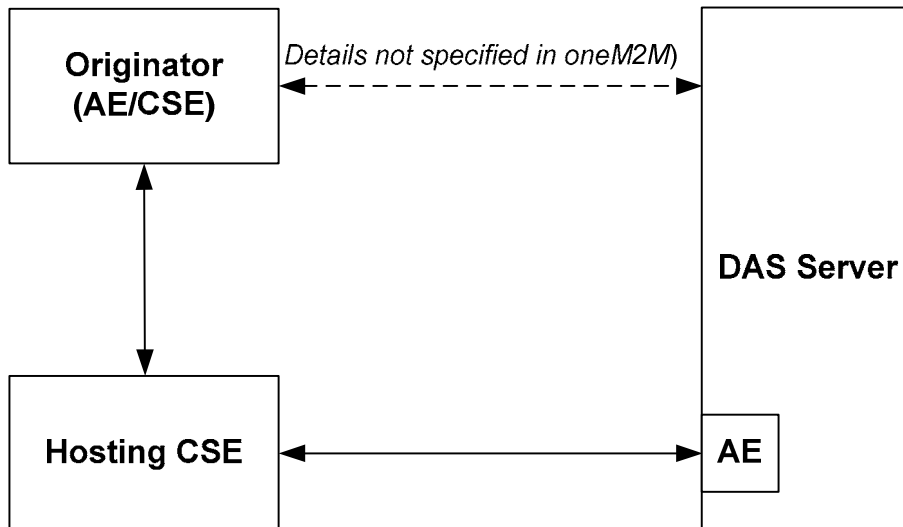 Originator
(AE/CSE)
Details not specified in oneM2M)
DAS Server
Hosting CSE
AE